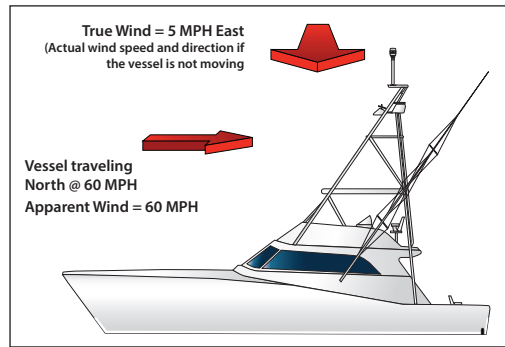 True Wind = 5 MPH East
(Actual wind speed and direction if
the vessel is not moving
Vessel traveling
North @ 60 MPH
Apparent Wind = 60 MPH